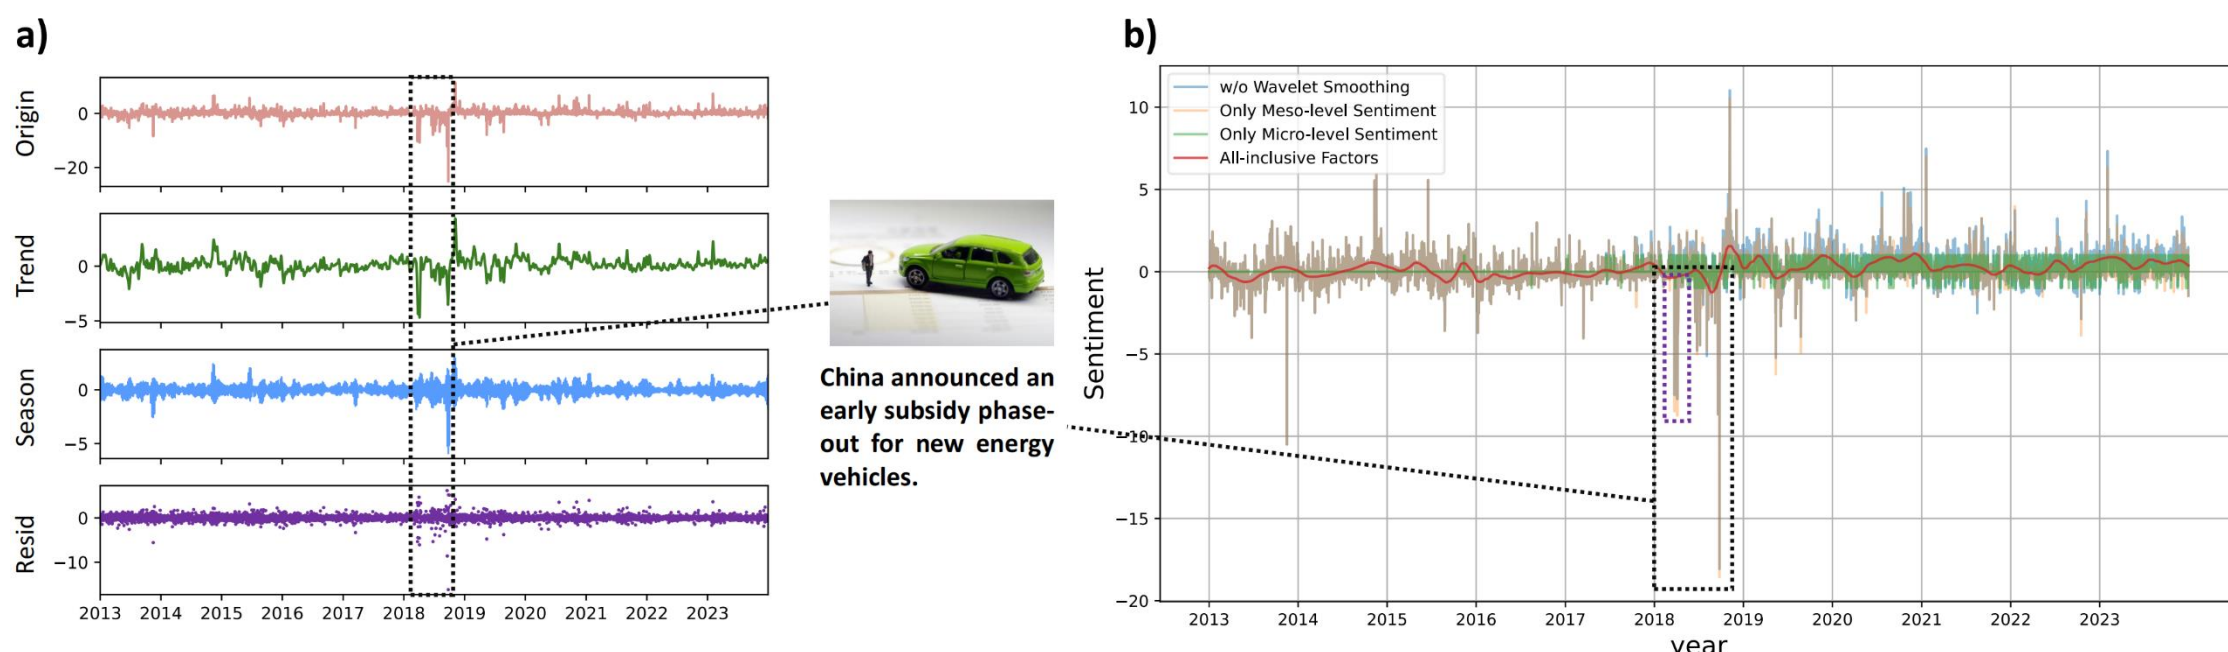 a)
Origin
0
−20
Trend
0
−5
Season
0
−5
Resid
0
−10
2013 2014 2015 2016 2017 2018 2019 2020 2021 2022 2023
China announced an
early subsidy phase-
out for new energy
vehicles.
b)
w/o Wavelet Smoothing
Only Meso-level Sentiment
Only Micro-level Sentiment
All-inclusive Factors
Sentiment
10
5
0
−5
−10
−15
−20
2013 2014 2015 2016 2017 2018 2019 2020 2021 2022 2023
year